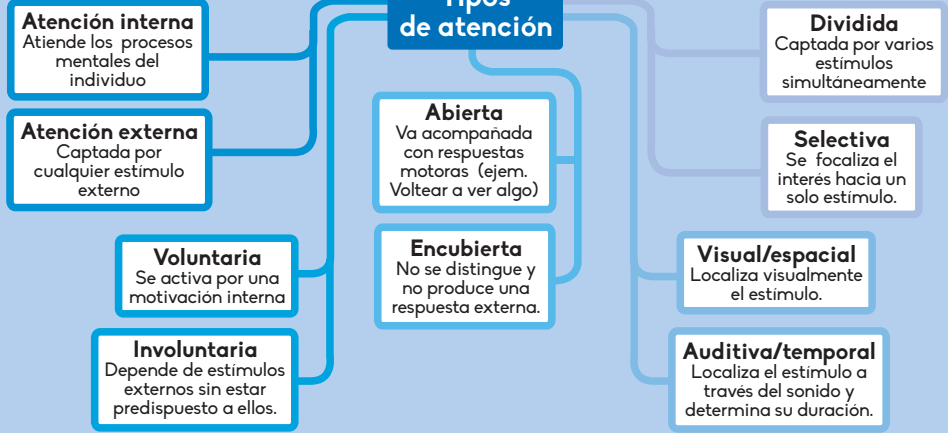 Tipos
de atención
Atención interna
Atiende los procesos
mentales del
individuo
Atención externa
Captada por
cualquier estímulo
externo
Voluntaria
Se activa por una
motivación interna
Involuntaria
Depende de estímulos
externos sin estar
predispuesto a ellos.
Abierta
Va acompañada
con respuestas
motoras (ejem.
Voltear a ver algo)
Encubierta
No se distingue y
no produce una
respuesta externa.
Dividida
Captada por varios
estímulos
simultáneamente
Selectiva
Se focaliza el
interés hacia un
solo estímulo.
Visual/espacial
Localiza visualmente
el estímulo.
Auditiva/temporal
Localiza el estímulo a
través del sonido y
determina su duración.